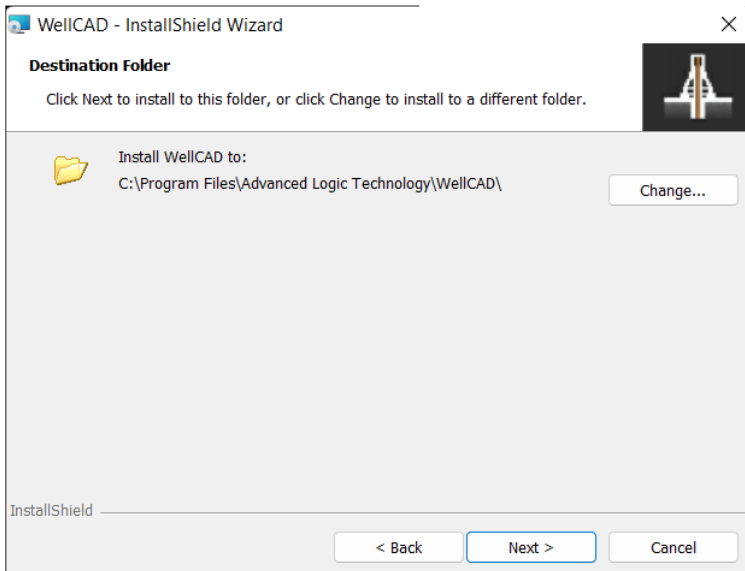 WellCAD - InstallShield Wizard
Destination Folder
Click Next to install to this folder, or click Change to install to a different folder.
Install WellCAD to:
C:\Program Files\Advanced Logic Technology\WellCAD\
Change...
InstallShield
< Back
Next >
Cancel